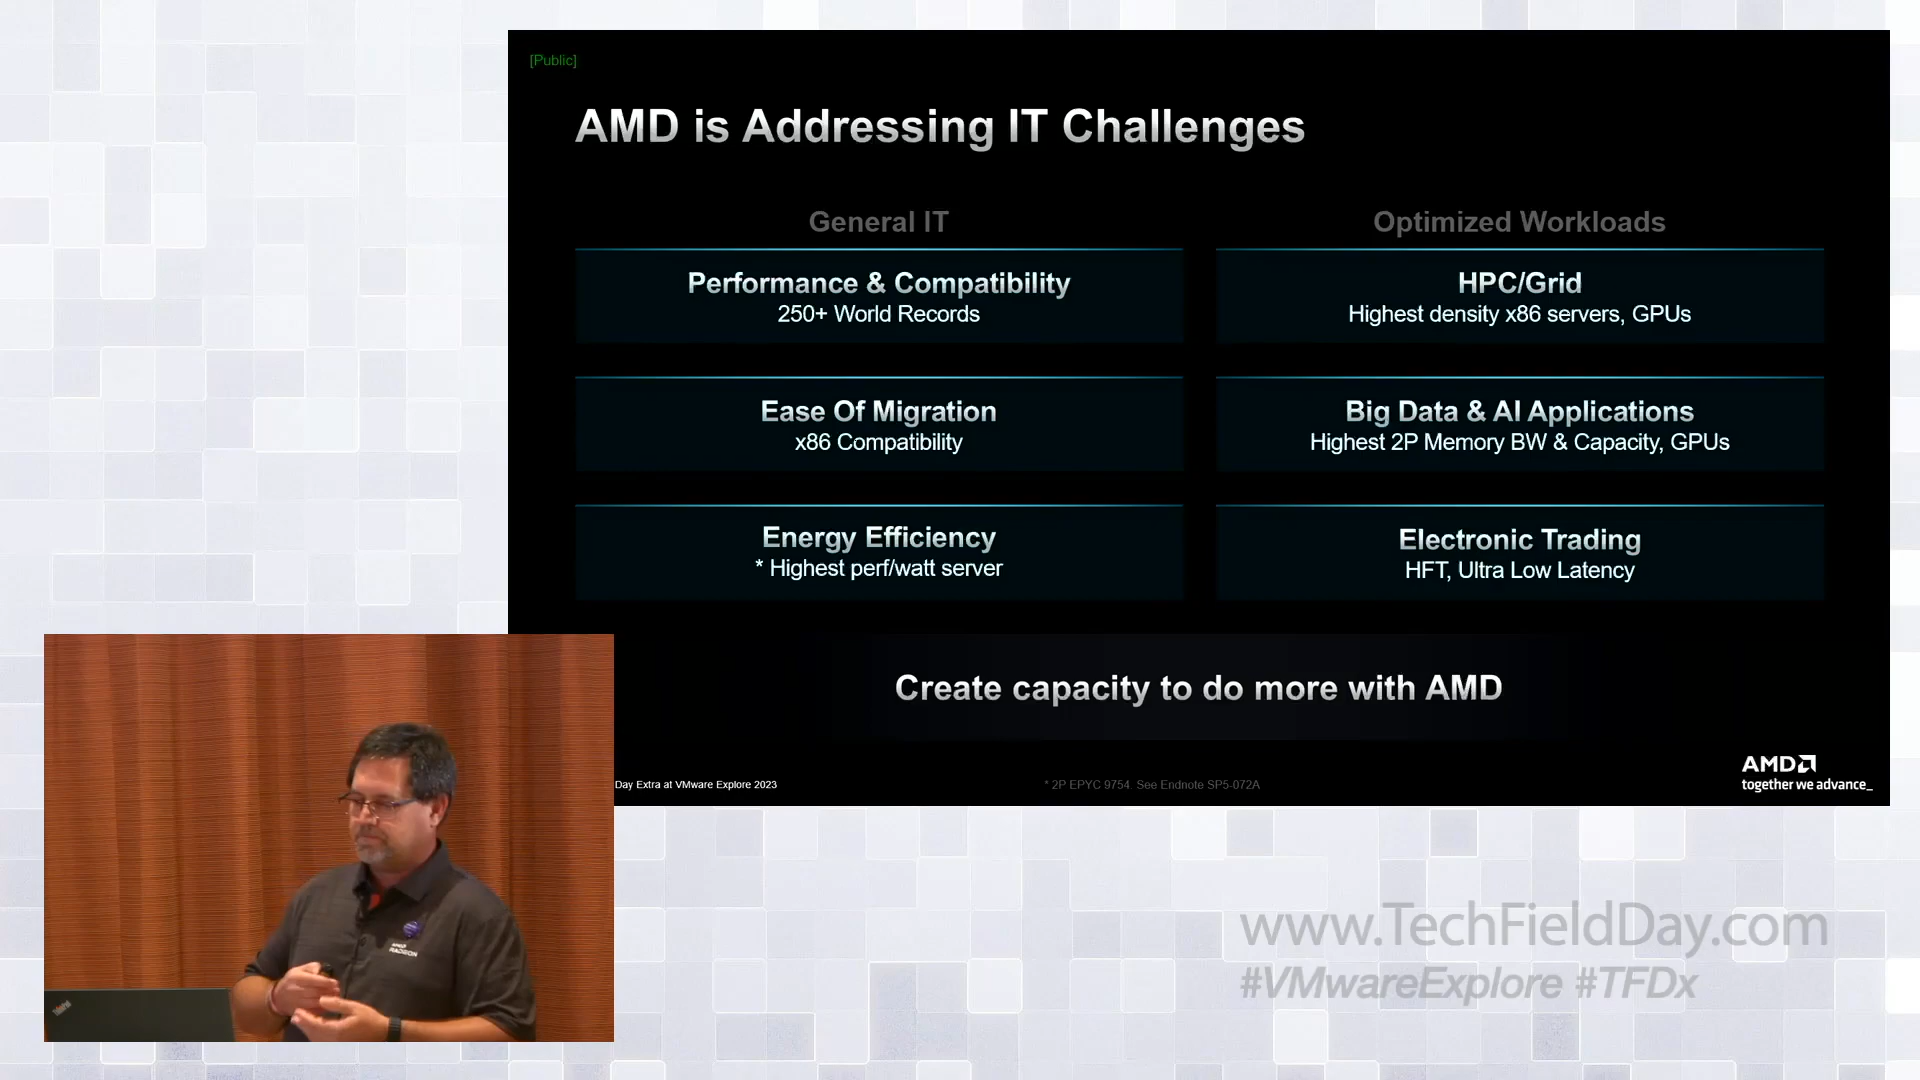 [Public]
AMD is Addressing IT Challenges
General IT
Performance & Compatibility
250+ World Records
Ease Of Migration
x86 Compatibility
Energy Efficiency
* Highest perf/watt server
Optimized Workloads
HPC/Grid
Highest density x86 servers, GPUs
Big Data & AI Applications
Highest 2P Memory BW & Capacity, GPUs
Electronic Trading
HFT, Ultra Low Latency
Create capacity to do more with AMD
Day Extra at VMware Explore 2023
* 2P EPYC 9754. See Endnote SP5-072A
AMD
together we advance_
AMD
RADEON
ThinkPad
www.TechFieldDay.com
#VMwareExplore #TFDx